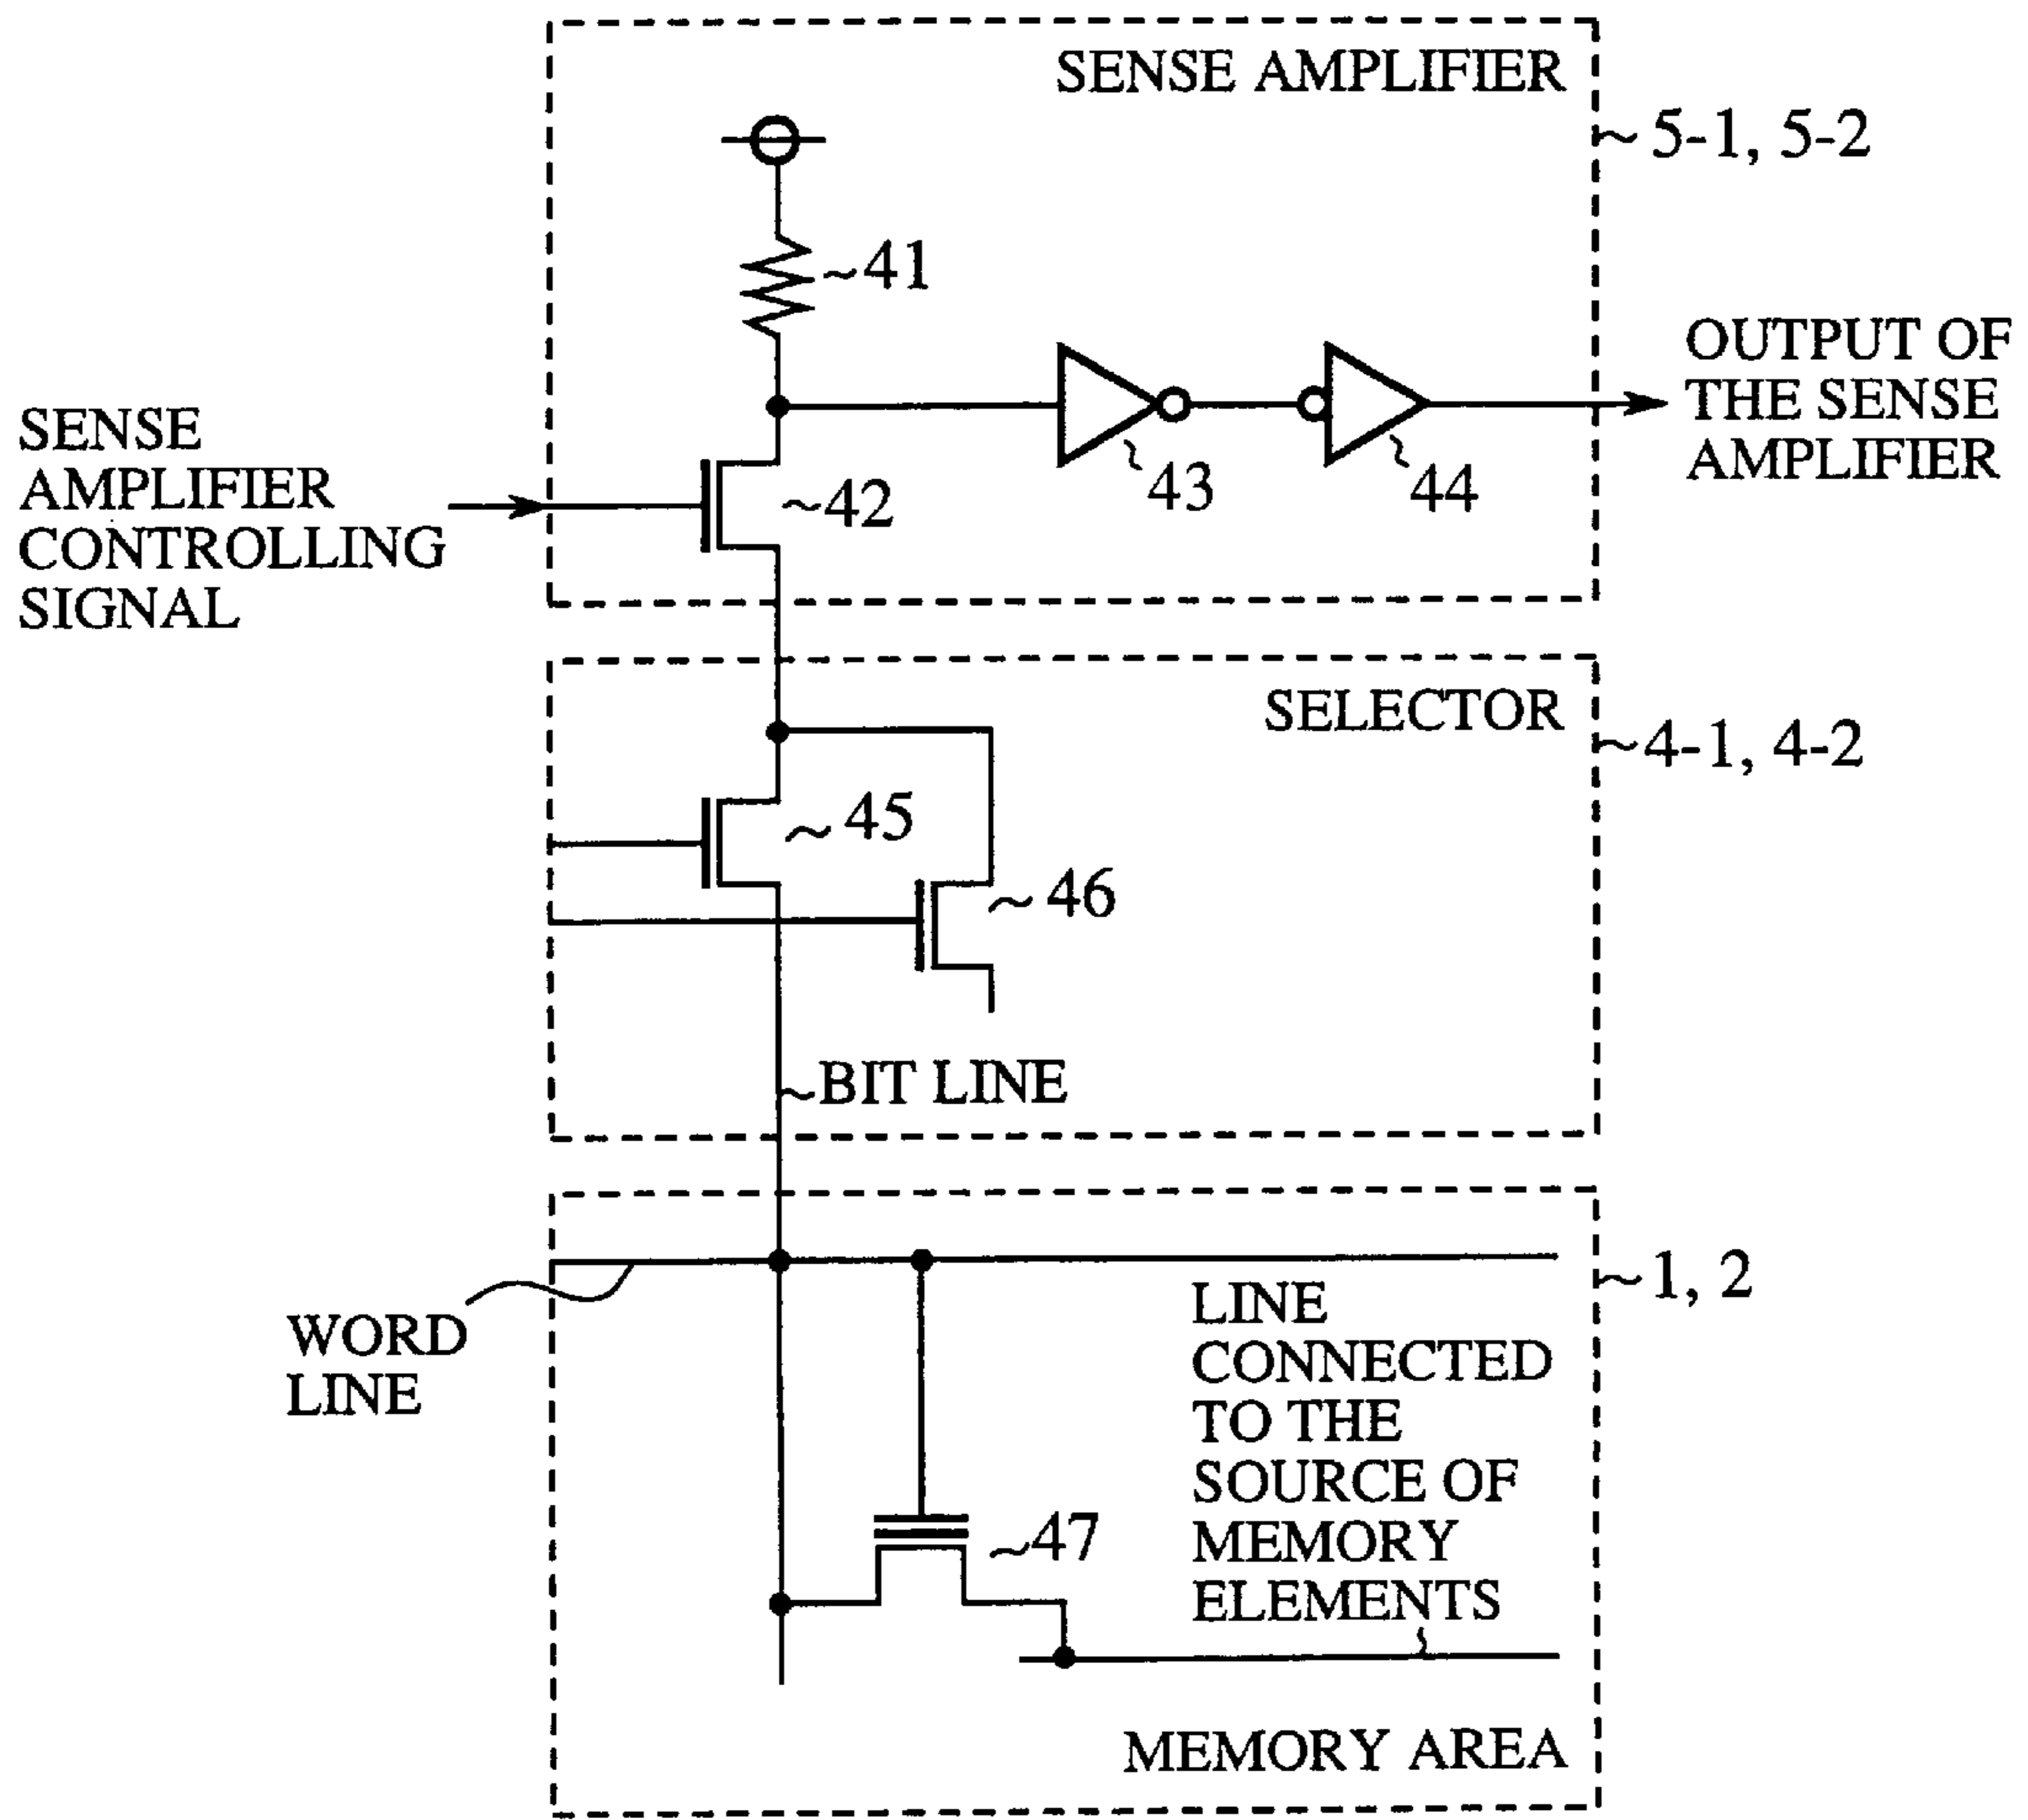 SENSE AMPLIFIER
5-1, 5-2
41
OUTPUT OF
THE SENSE
AMPLIFIER
SENSE
AMPLIFIER
CONTROLLING
SIGNAL
42
43
44
SELECTOR
4-1, 4-2
45
46
BIT LINE
1, 2
WORD
LINE
LINE
CONNECTED
TO THE
SOURCE OF
MEMORY
ELEMENTS
47
MEMORY AREA